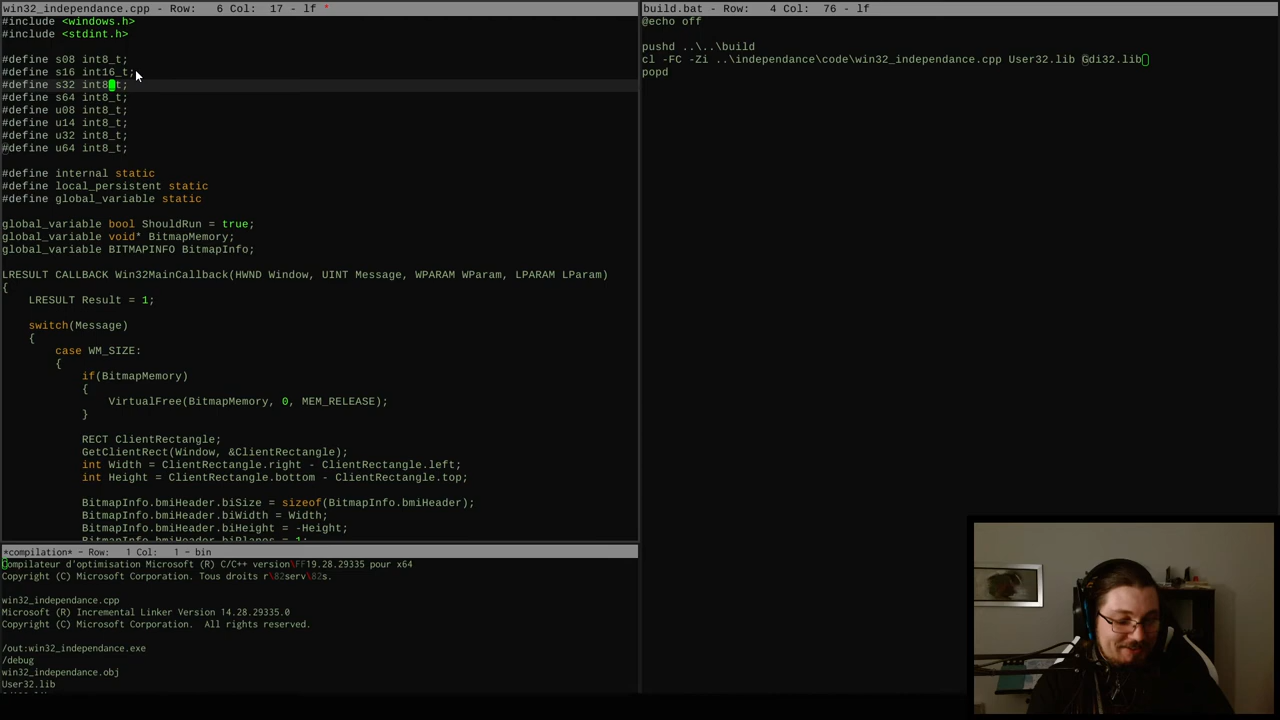 win32_independance.cpp - Row:   6 Col:  17 - lf *
#include <windows.h>
#include <stdint.h>
#define s08 int8_t;
#define s16 int16_t;
#define s32 int8_t;
#define s64 int8_t;
#define u08 int8_t;
#define u14 int8_t;
#define u32 int8_t;
#define u64 int8_t;
#define internal static
#define local_persistent static
#define global_variable static
global_variable bool ShouldRun = true;
global_variable void* BitmapMemory;
global_variable BITMAPINFO BitmapInfo;
LRESULT CALLBACK Win32MainCallback(HWND Window, UINT Message, WPARAM WParam, LPARAM LParam)
{
    LRESULT Result = 1;
    switch(Message)
    {
        case WM_SIZE:
        {
            if(BitmapMemory)
            {
                VirtualFree(BitmapMemory, 0, MEM_RELEASE);
            }
            RECT ClientRectangle;
            GetClientRect(Window, &ClientRectangle);
            int Width = ClientRectangle.right - ClientRectangle.left;
            int Height = ClientRectangle.bottom - ClientRectangle.top;
            BitmapInfo.bmiHeader.biSize = sizeof(BitmapInfo.bmiHeader);
            BitmapInfo.bmiHeader.biWidth = Width;
            BitmapInfo.bmiHeader.biHeight = -Height;
            BitmapInfo.bmiHeader.biPlanes = 1;
*compilation* - Row:   1 Col:   1 - bin
Compilateur d'optimisation Microsoft (R) C/C++ version\FF19.28.29335 pour x64
Copyright (C) Microsoft Corporation. Tous droits r\82serv\82s.
win32_independance.cpp
Microsoft (R) Incremental Linker Version 14.28.29335.0
Copyright (C) Microsoft Corporation.  All rights reserved.
/out:win32_independance.exe
/debug
win32_independance.obj
User32.lib
build.bat - Row:   4 Col:  76 - lf
@echo off
pushd ..\..\build
cl -FC -Zi ..\independance\code\win32_independance.cpp User32.lib Gdi32.lib
popd